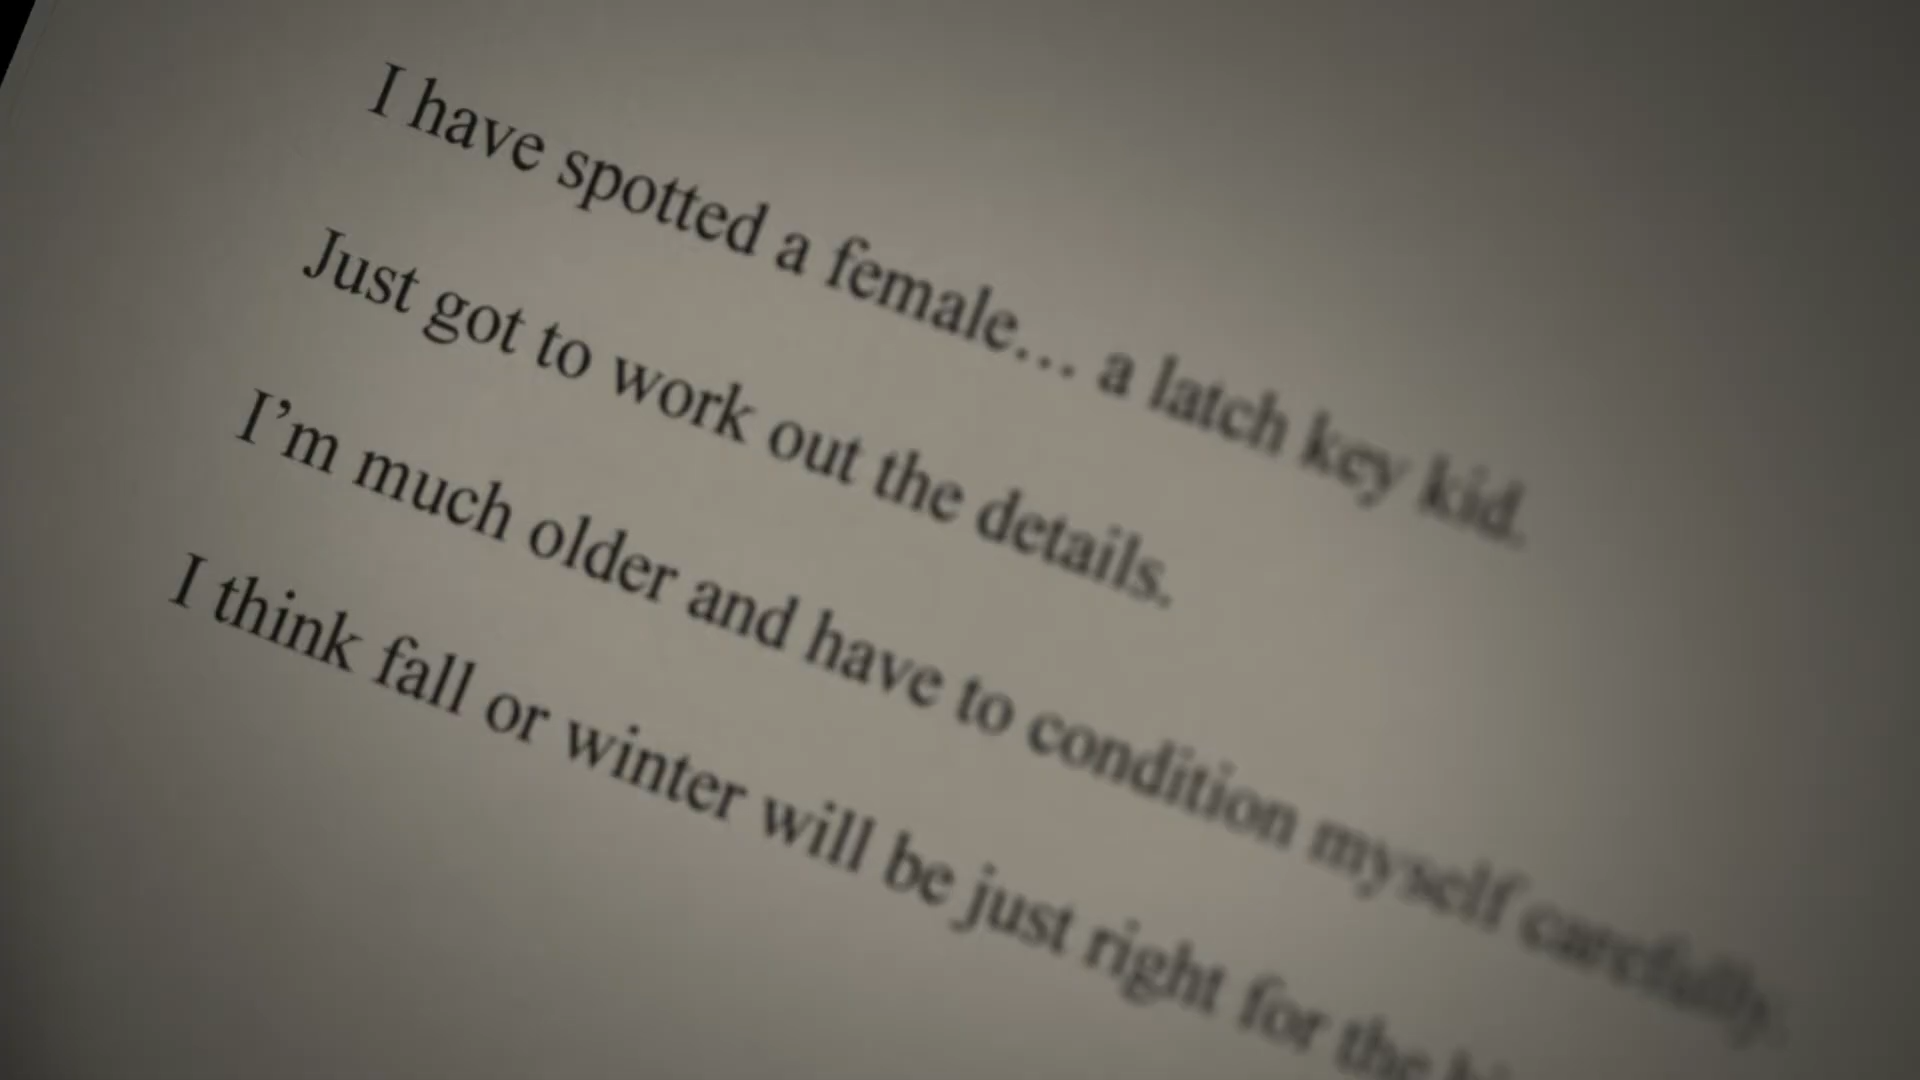 I have spotted a female... a latch key kid.
Just got to work out the details.
I’m much older and have to condition myself carefully.
I think fall or winter will be just right for the